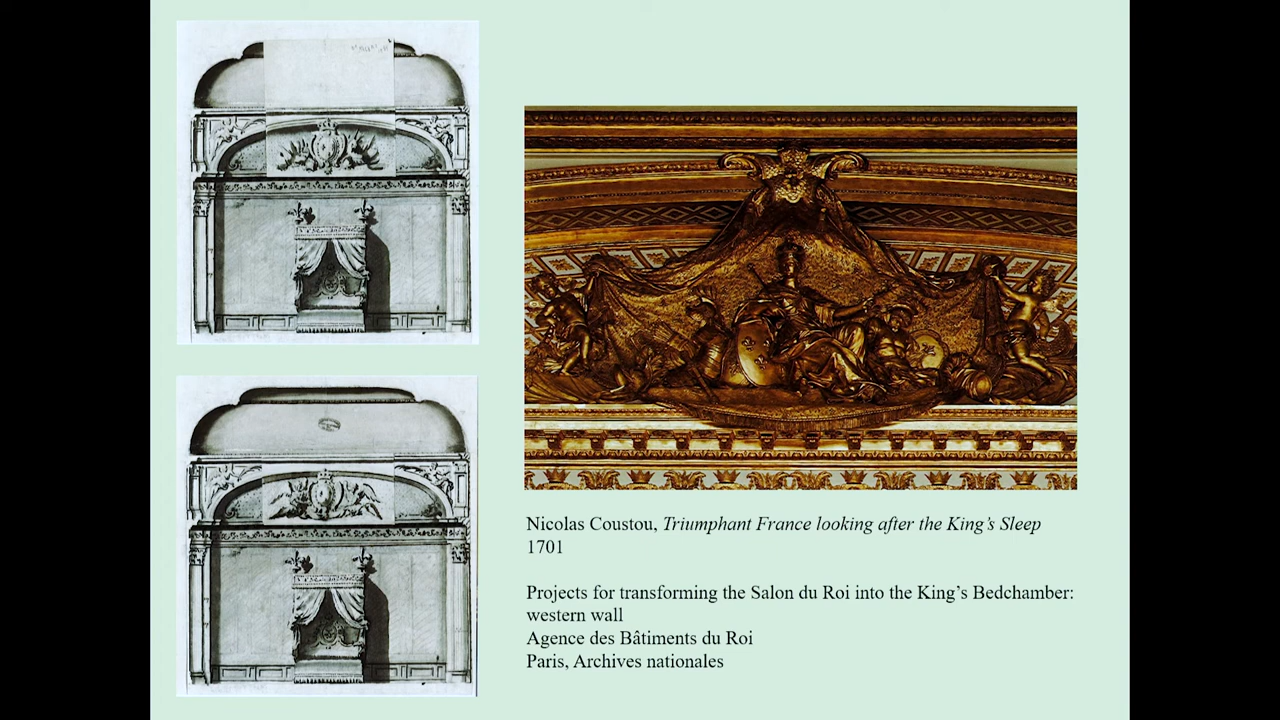 Nicolas Coustou, Triumphant France looking after the King’s Sleep
1701
Projects for transforming the Salon du Roi into the King’s Bedchamber:
western wall
Agence des Bâtiments du Roi
Paris, Archives nationales